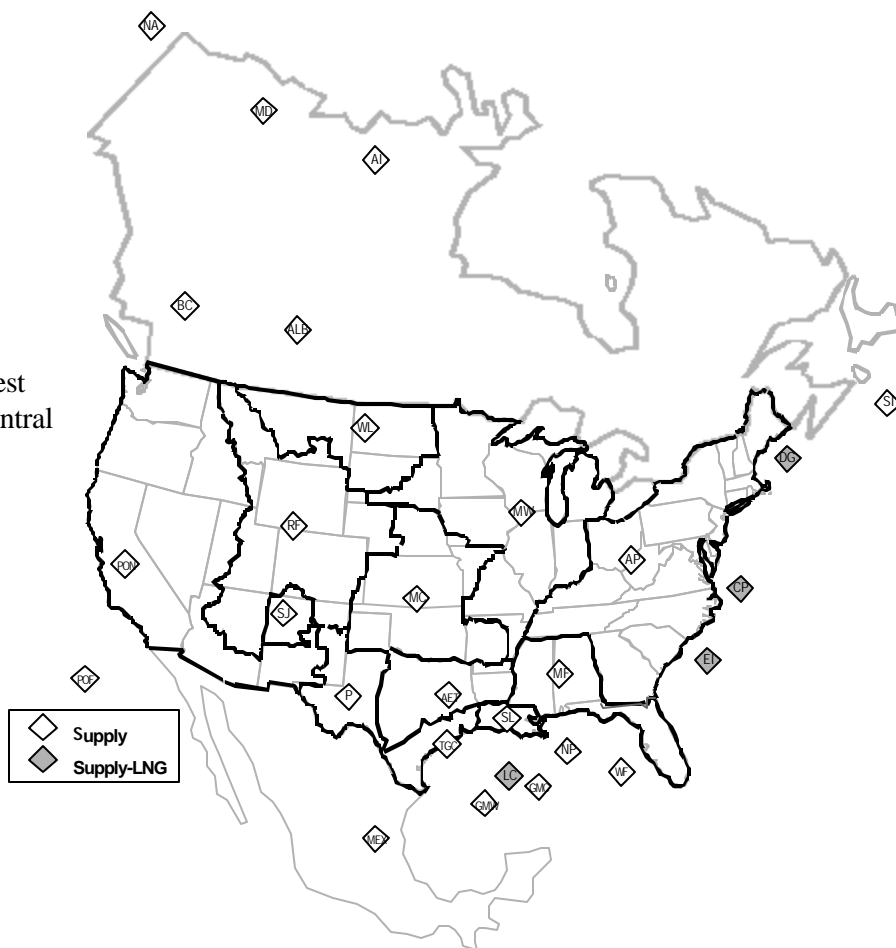 NA
MD
AI
BC
ALB
est
ntral
WL
SI
DG
MW
RF
PON
AP
MC
CP
SJ
EI
MF
POF
P
AET
SL
Supply
Supply-LNG
TGC
NP
LC
WF
GMC
GMW
MEX